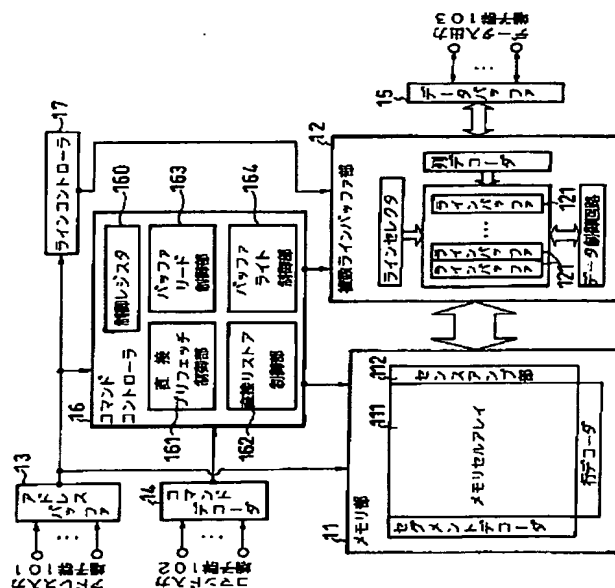 アドレス入力
端子群101
13
アドレス
バッファ
コマンド入力
端子群102
14
コマンド
デコーダ
16
コマンド
コントローラ
160
制御レジスタ
直接
プリフェッチ
制御部
161
バッファ
リード
制御部
163
直接リストア
制御部
162
バッファ
ライト
制御部
164
17
ラインコントローラ
11
メモリ部
セグメントデコーダ
111
メモリセルアレイ
112
センスアンプ部
行デコーダ
12
複数ラインバッファ部
ラインセレクタ
列デコーダ
ラインバッファ
ラインバッファ
121
…
ラインバッファ
121
データ制御回路
15
データバッファ
データ入出力
端子群103
…
…
…